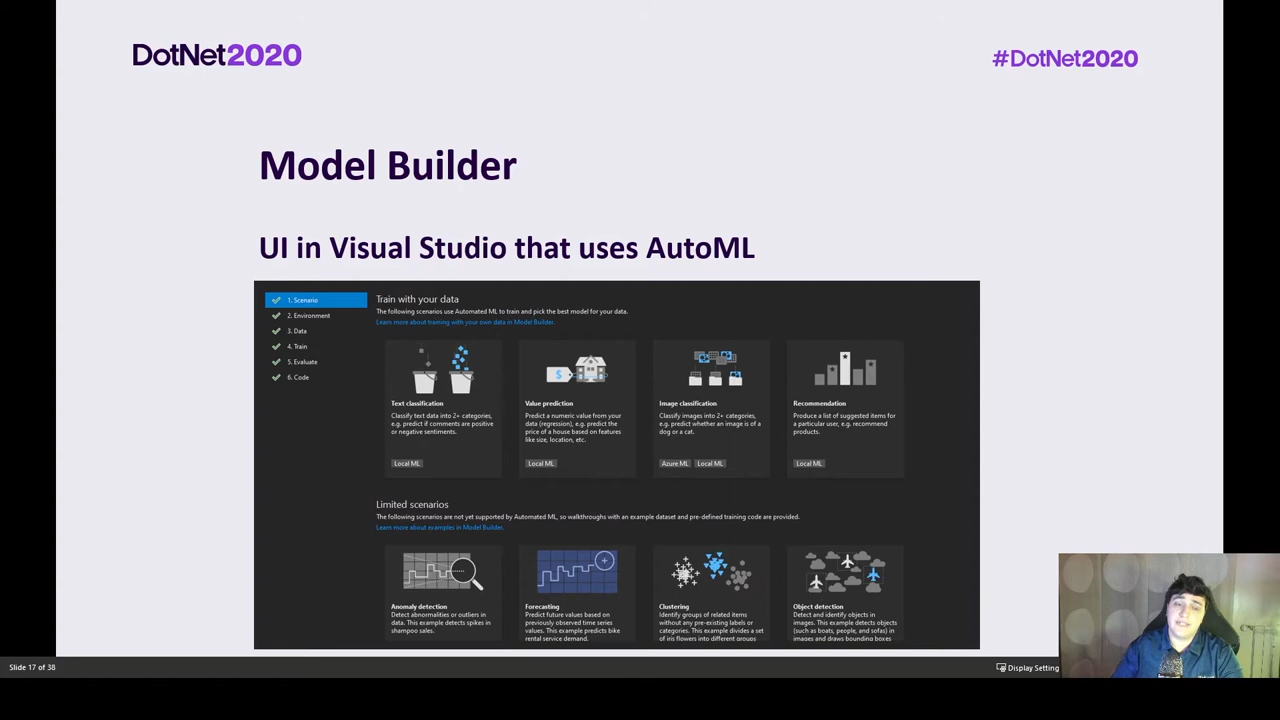 DotNet2020
#DotNet2020
Model Builder
UI in Visual Studio that uses AutoML
1. Scenario
2. Environment
3. Data
4. Train
5. Evaluate
6. Code
Train with your data
The following scenarios use Automated ML to train and pick the best model for your data.
Learn more about training with your own data in Model Builder.
Text classification
Classify text data into 2+ categories,
e.g. predict if comments are positive
or negative sentiments.
Local ML
Value prediction
Predict a numeric value from your
data (regression), e.g. predict the
price of a house based on features
like size, location, etc.
Local ML
Image classification
Classify images into 2+ categories,
e.g. predict whether an image is of a
dog or a cat.
Azure ML Local ML
Recommendation
Produce a list of suggested items for
a particular user, e.g. recommend
products.
Local ML
Limited scenarios
The following scenarios are not yet supported by Automated ML, so walkthroughs with an example dataset and pre-defined training code are provided.
Learn more about examples in Model Builder.
Anomaly detection
Detect abnormalities or outliers in
data. This example detects spikes in
shampoo sales.
Forecasting
Predict future values based on
previously observed time series
values. This example predicts bike
rental service demand.
Clustering
Identify groups of related items
without any pre-existing labels or
categories. This example divides a set
of iris flowers into different groups
Object detection
Detect and identify objects in
images. This example detects objects
(such as boats, people, and sofas) in
images and draws bounding boxes
Slide 17 of 38
Display Setting